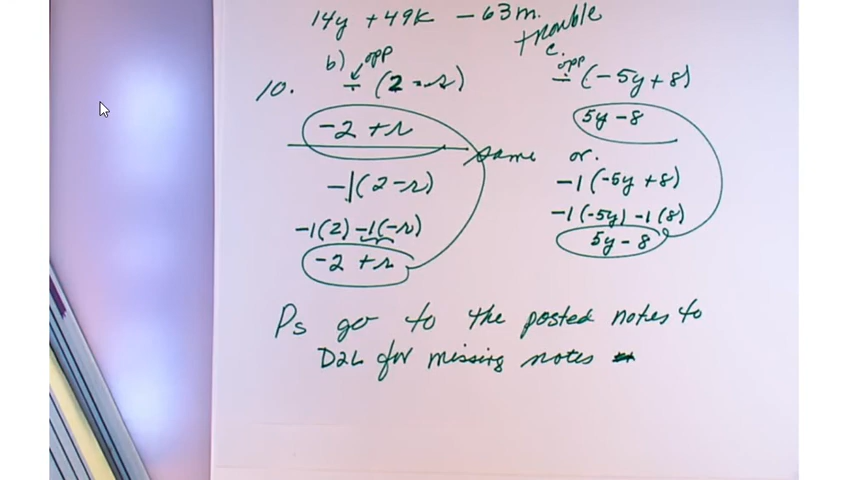 14y + 49k - 63m.
trouble
b) opp
10. - (2 - r)
-2 + r
same
-1(2 - r)
-1(2) -1(-r)
-2 + r
c.
opp
- (-5y + 8)
5y - 8
or.
-1(-5y + 8)
-1(-5y) -1(8)
5y - 8
Ps go to the posted notes to
D2L for missing notes